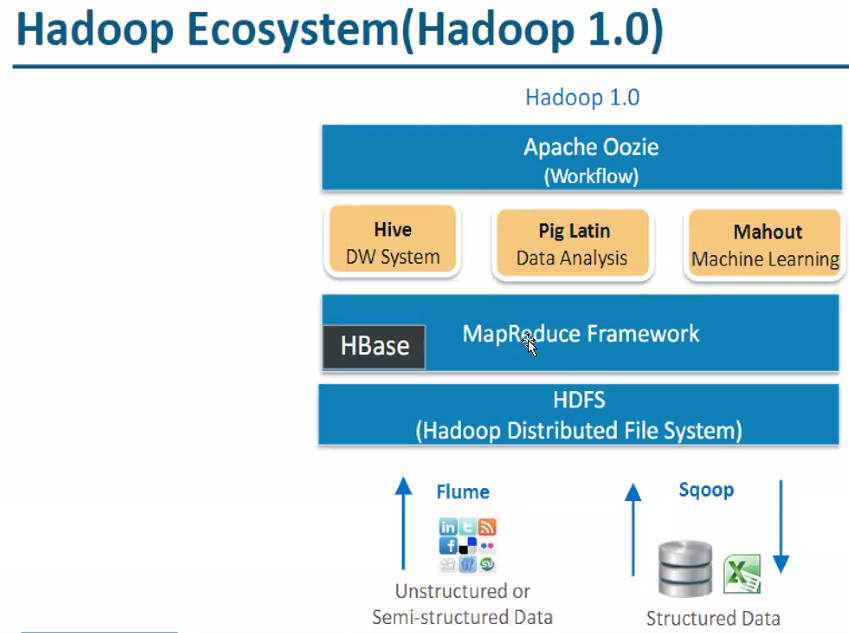 Hadoop Ecosystem(Hadoop 1.0)
Hadoop 1.0
Apache Oozie
(Workflow)
Hive
DW System
Pig Latin
Data Analysis
Mahout
Machine Learning
MapReduce Framework
HBase
HDFS
(Hadoop Distributed File System)
Flume
Sqoop
Unstructured or
Semi-structured Data
Structured Data